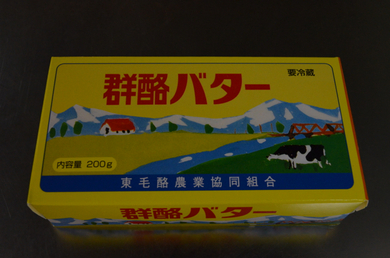 要冷蔵
群酪バター
内容量 200g
東毛酪農業協同組合
群酪バター